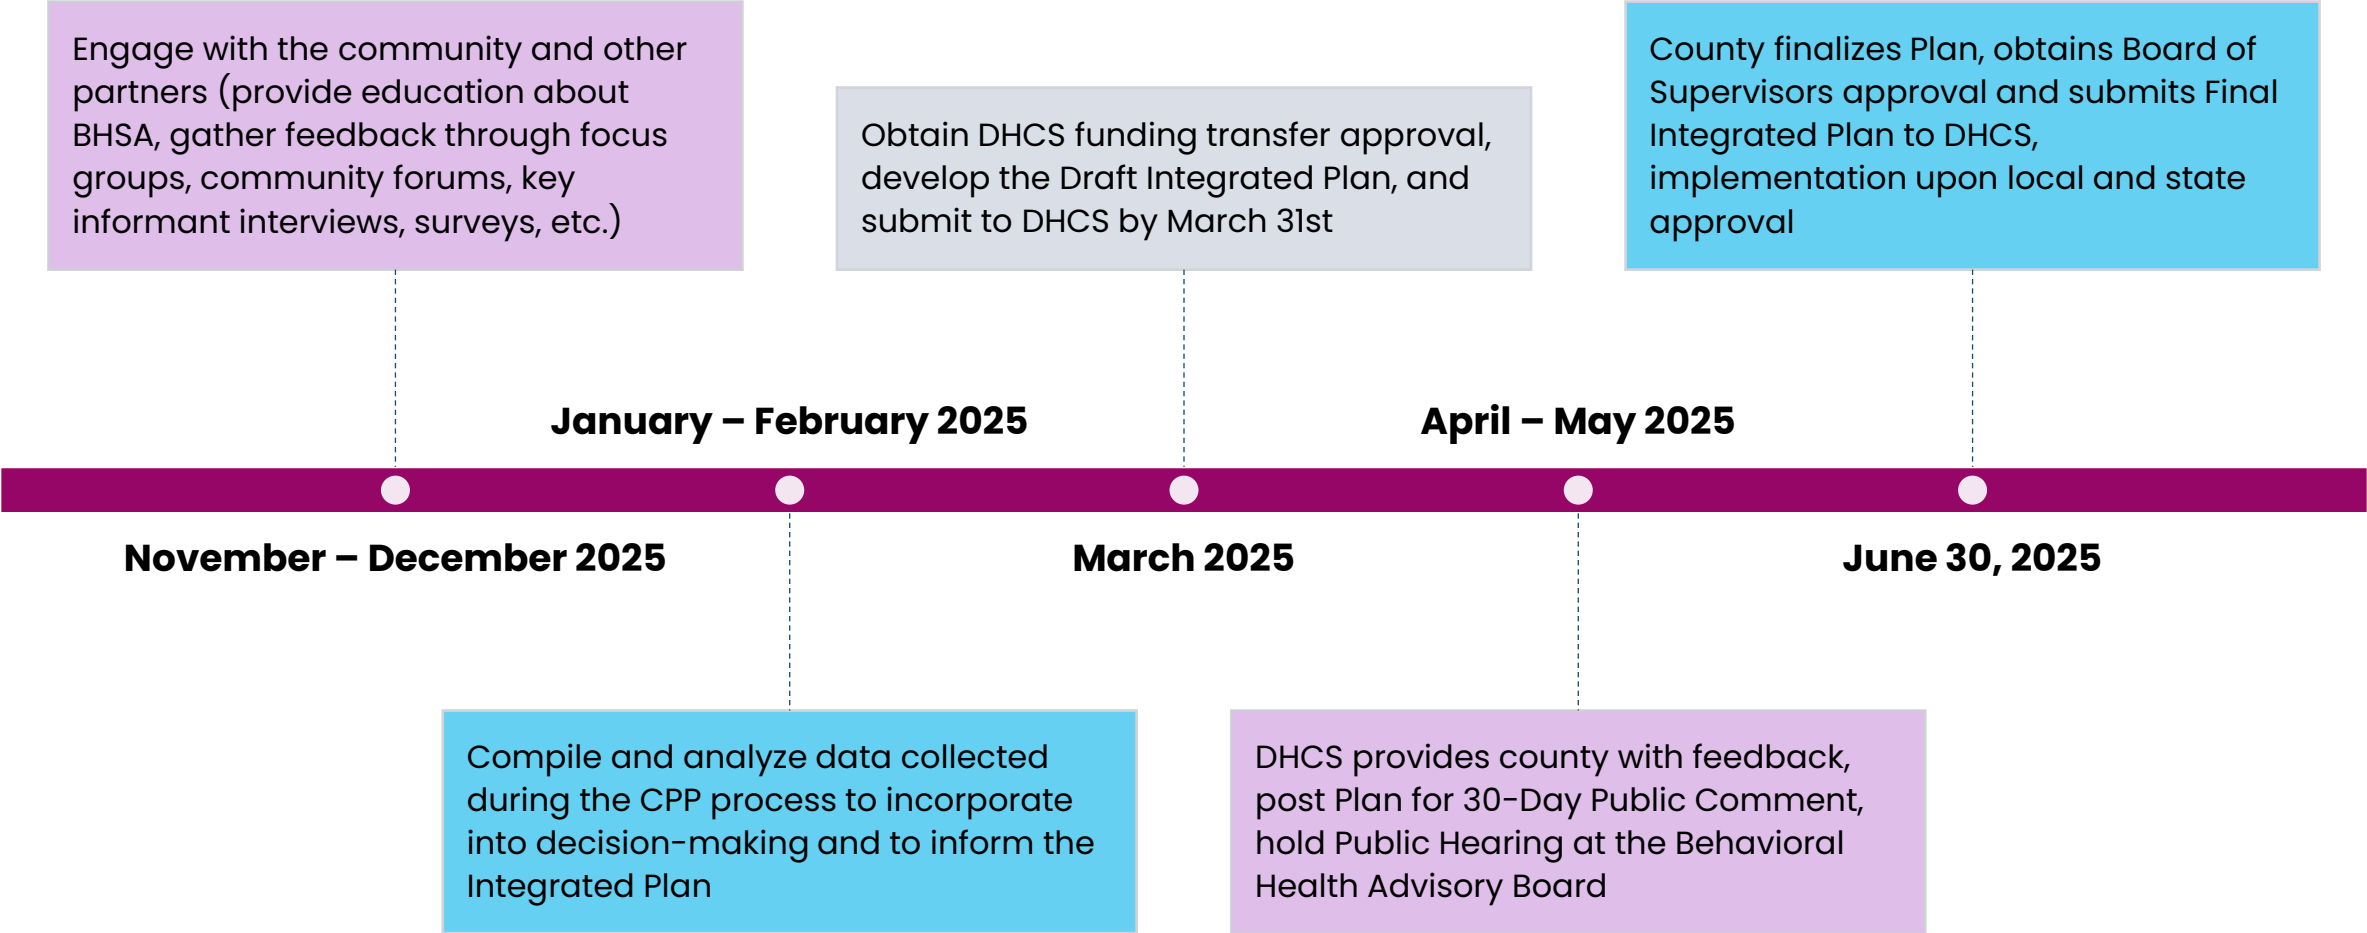 Engage with the community and other
partners (provide education about
BHSA, gather feedback through focus
groups, community forums, key
informant interviews, surveys, etc.)
Obtain DHCS funding transfer approval,
develop the Draft Integrated Plan, and
submit to DHCS by March 31st
County finalizes Plan, obtains Board of
Supervisors approval and submits Final
Integrated Plan to DHCS,
implementation upon local and state
approval
January – February 2025
April – May 2025
November – December 2025
March 2025
June 30, 2025
Compile and analyze data collected
during the CPP process to incorporate
into decision-making and to inform the
Integrated Plan
DHCS provides county with feedback,
post Plan for 30-Day Public Comment,
hold Public Hearing at the Behavioral
Health Advisory Board